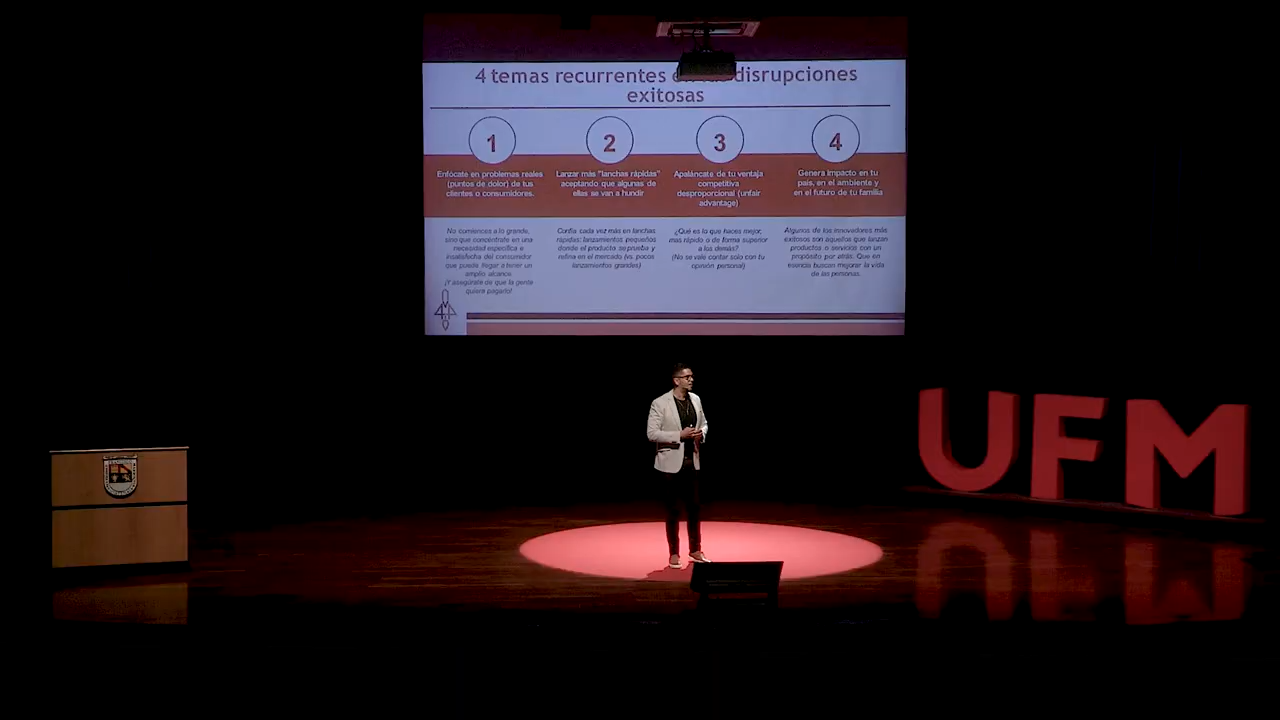 4 temas recurrentes disrupciones
exitosas
1
2
3
4
Enfócate en problemas reales
(puntos de dolor) de tus
clientes o consumidores.
Lanzar más "lanchas rápidas"
aceptando que algunas de
ellas se van a hundir
Apaláncate de tu ventaja
competitiva
desproporcional (unfair
advantage)
Genera impacto en tu
país, en el ambiente y
en el futuro de tu familia
No comiences a lo grande,
sino que concéntrate en una
necesidad específica e
insatisfecha del consumidor
que pueda llegar a tener un
amplio alcance.
¡Y asegúrate de que la gente
quiera pagarlo!
Confía cada vez más en lanchas
rápidas: lanzamientos pequeños
donde el producto se prueba y
refina en el mercado (vs. pocos
lanzamientos grandes)
¿Qué es lo que haces mejor,
mas rápido o de forma superior
a los demás?
(No se vale contar solo con tu
opinión personal)
Algunos de los innovadores más
exitosos son aquellos que lanzan
productos o servicios con un
propósito por atrás. Que en
esencia buscan mejorar la vida
de las personas.
UFM